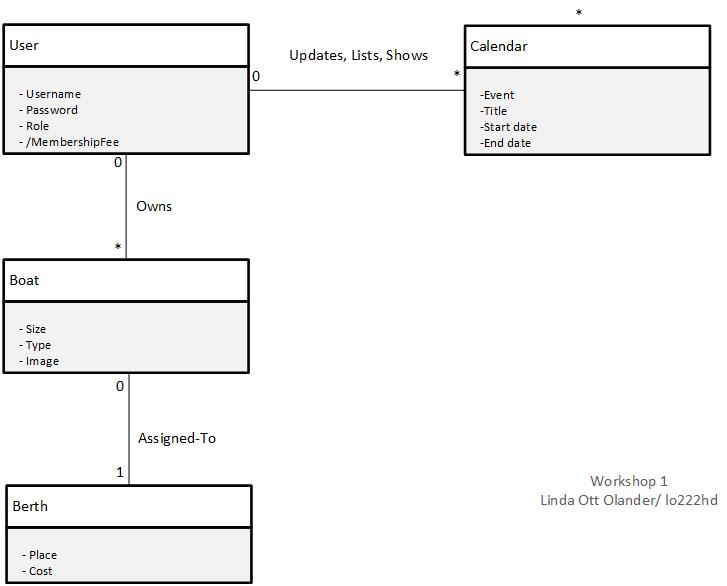 *
User
Updates, Lists, Shows
Calendar
0
*
- Username
- Password
- Role
- /MembershipFee
-Event
-Title
-Start date
-End date
0
Owns
*
Boat
- Size
- Type
- Image
0
Assigned-To
1
Berth
- Place
- Cost
Workshop 1
Linda Ott Olander/ lo222hd